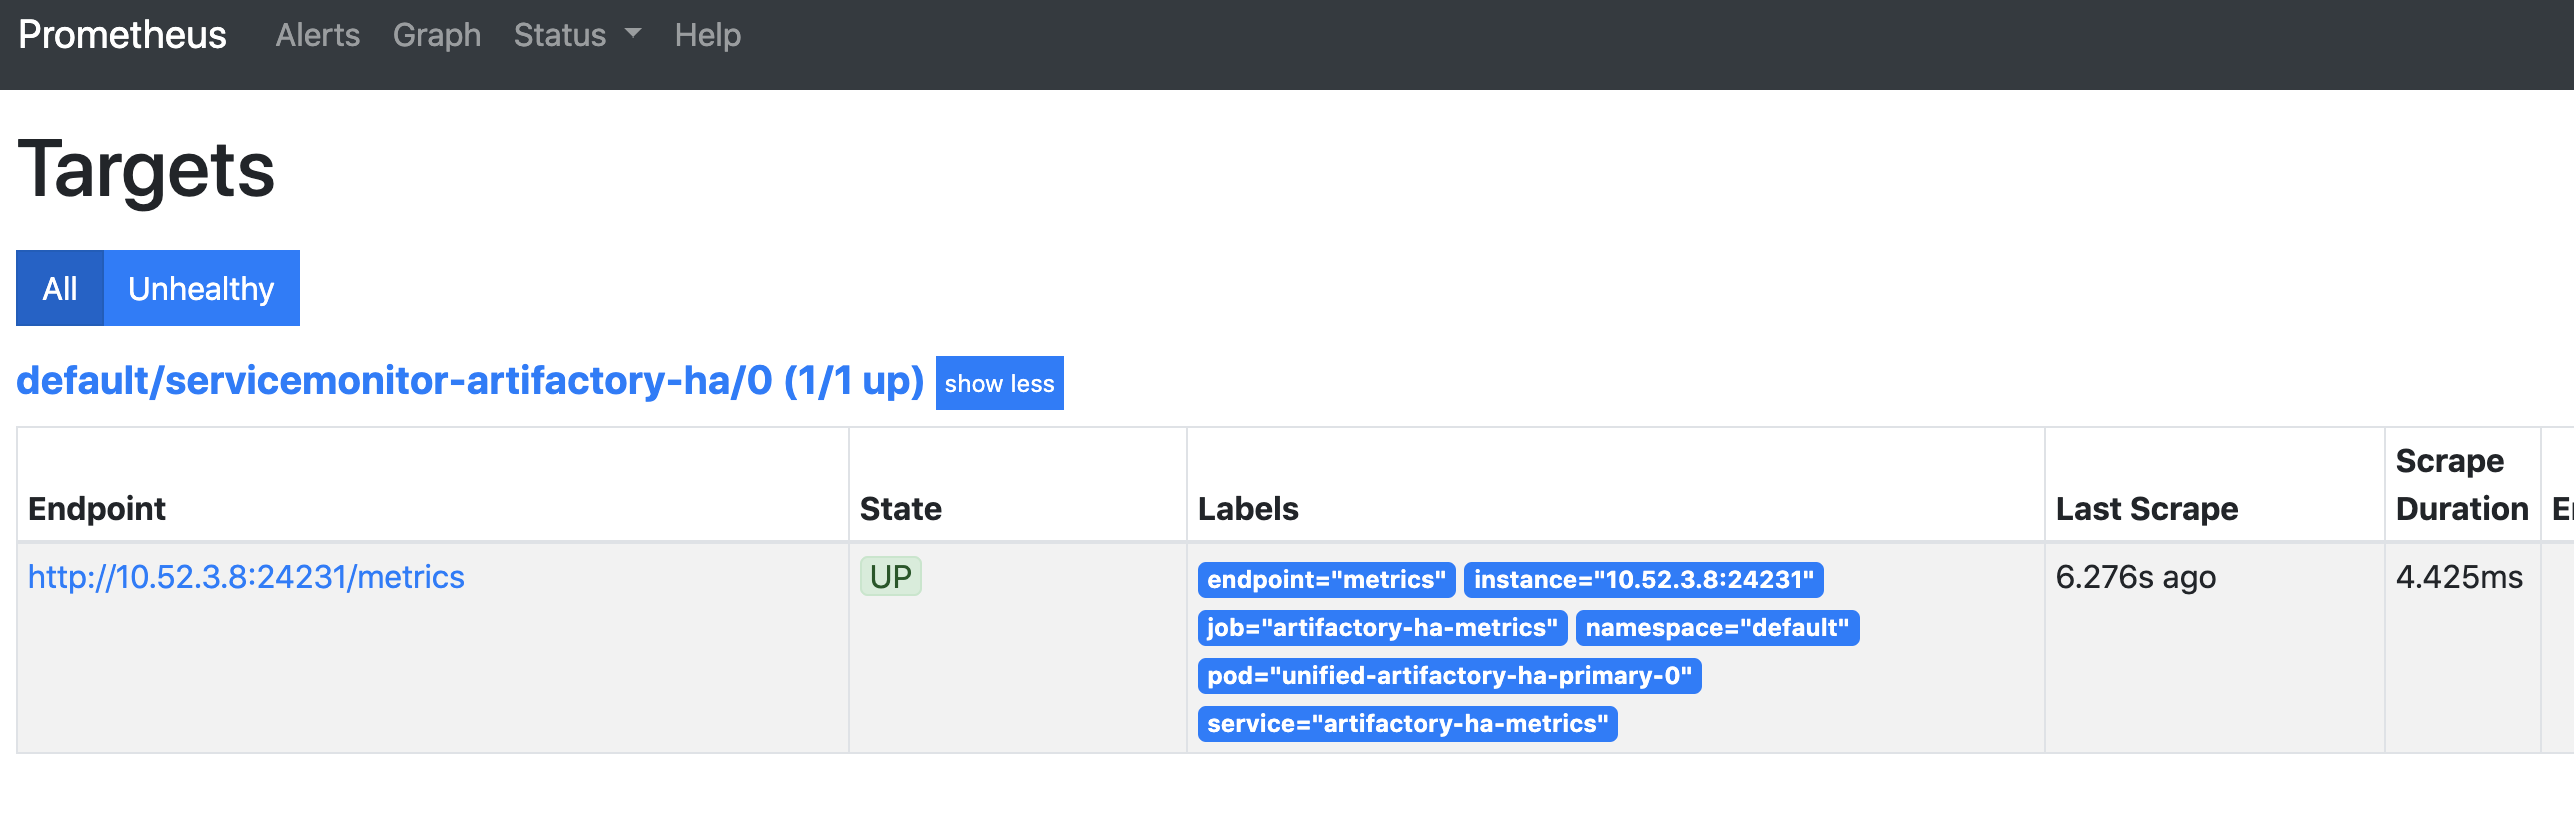 Prometheus Alerts Graph Status Help
Targets
All Unhealthy
default/servicemonitor-artifactory-ha/0 (1/1 up) show less
Endpoint State Labels Last Scrape Scrape Duration
http://10.52.3.8:24231/metrics UP endpoint="metrics" instance="10.52.3.8:24231" 6.276s ago 4.425ms
job="artifactory-ha-metrics" namespace="default"
pod="unified-artifactory-ha-primary-0"
service="artifactory-ha-metrics"